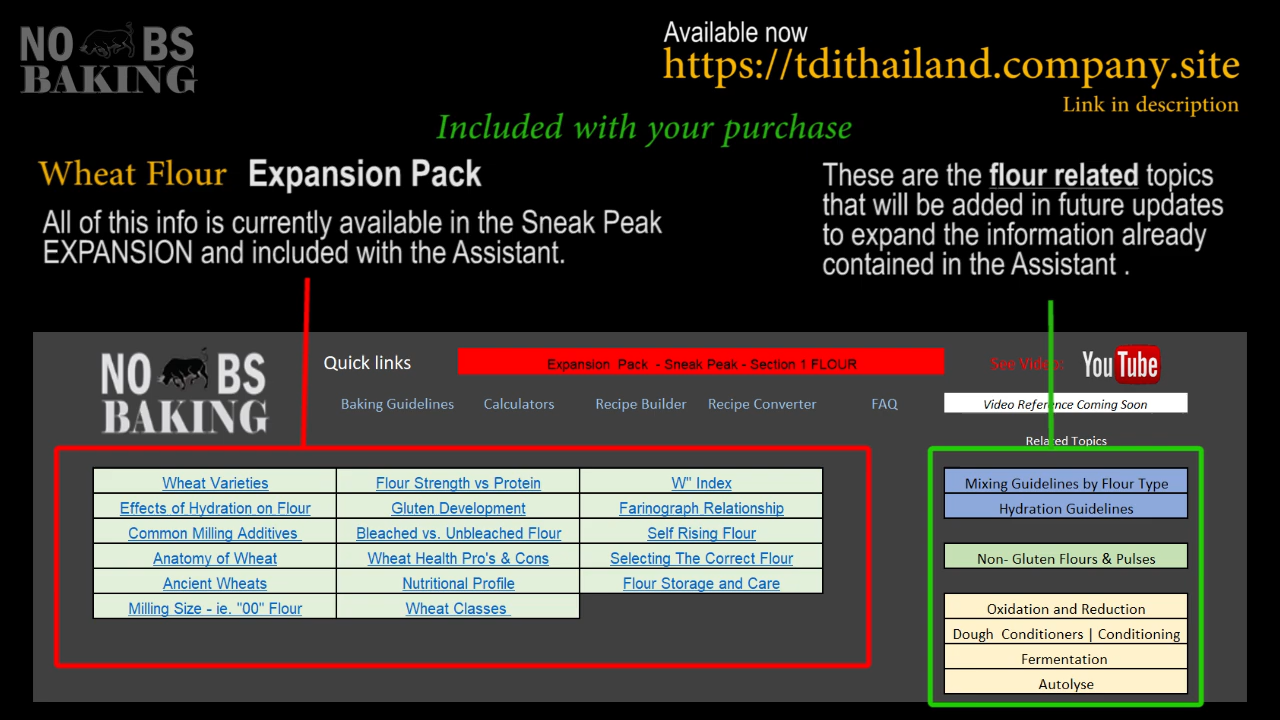 NO BS
BAKING
Available now
https://tdithailand.company.site
Link in description
Included with your purchase
Wheat Flour Expansion Pack
All of this info is currently available in the Sneak Peak
EXPANSION and included with the Assistant.
These are the flour related topics
that will be added in future updates
to expand the information already
contained in the Assistant .
NO BS
BAKING
Quick links
Expansion Pack - Sneak Peak - Section 1 FLOUR
See Video:
YouTube
Baking Guidelines Calculators Recipe Builder Recipe Converter FAQ
Video Reference Coming Soon
Related Topics
Wheat Varieties Flour Strength vs Protein W" Index
Effects of Hydration on Flour Gluten Development Farinograph Relationship
Common Milling Additives Bleached vs. Unbleached Flour Self Rising Flour
Anatomy of Wheat Wheat Health Pro's & Cons Selecting The Correct Flour
Ancient Wheats Nutritional Profile Flour Storage and Care
Milling Size - ie. "00" Flour Wheat Classes
Mixing Guidelines by Flour Type
Hydration Guidelines
Non- Gluten Flours & Pulses
Oxidation and Reduction
Dough Conditioners | Conditioning
Fermentation
Autolyse